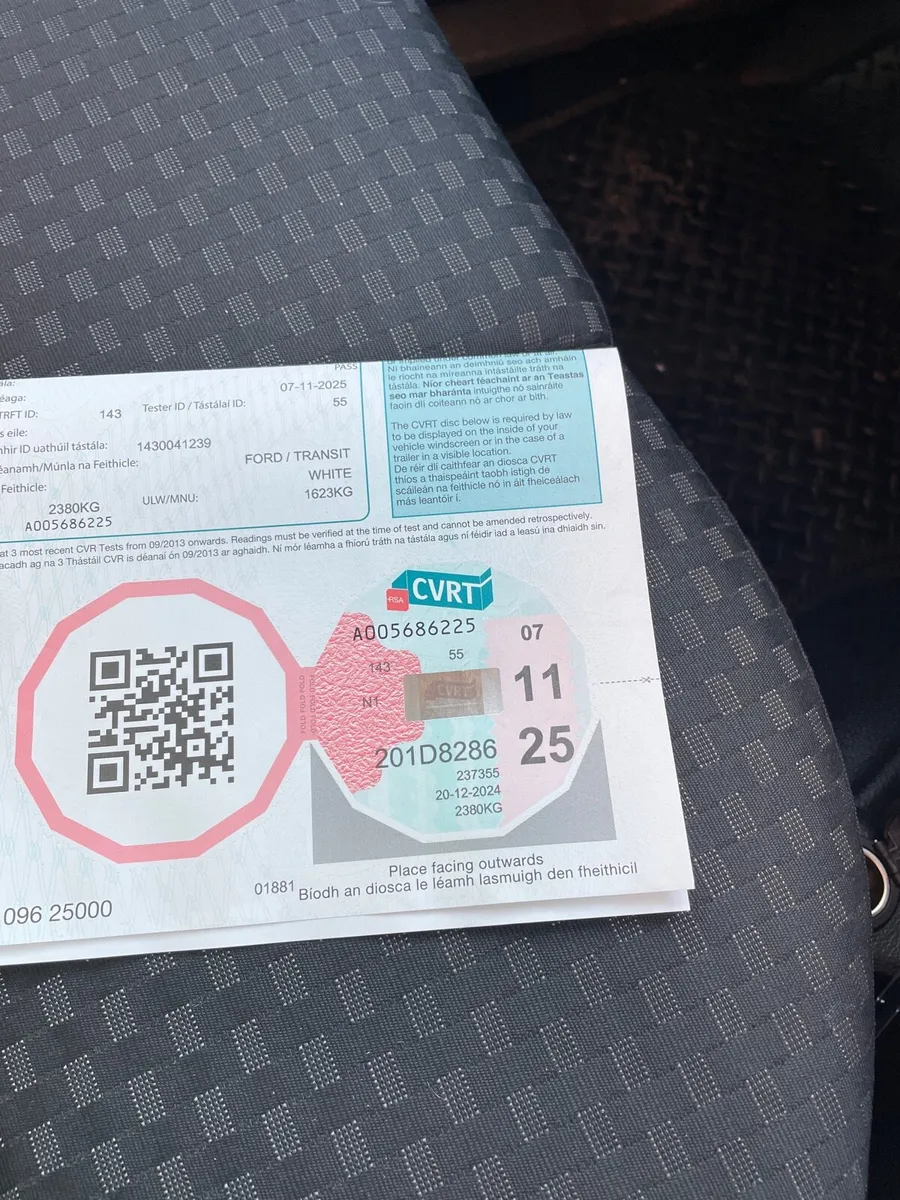 PASS
07-11-2025
TRFT ID: 143 Tester ID / Tástálaí ID: 55
s eile:
hir ID uathúil tástála: 1430041239
éanamh/Múnla na Feithicle: FORD / TRANSIT
Feithicle: WHITE
2380KG ULW/MNU: 1623KG
A005686225
Ní bhaineann an deimhniú seo ach amháin
le riocht na míreanna intástáilte tráth na
tástála. Níor cheart féachaint ar an Teastas
seo mar bharánta intuigthe nó sainráite
faoin dlí coiteann nó ar chor ar bith.
The CVRT disc below is required by law
to be displayed on the inside of your
vehicle windscreen or in the case of a
trailer in a visible location.
De réir dlí caithfear an diosca CVRT
thíos a thaispeáint taobh istigh de
scáileán na feithicle nó in áit fheiceálach
más leantóir í.
at 3 most recent CVR Tests from 09/2013 onwards. Readings must be verified at the time of test and cannot be amended retrospectively.
acadh ag na 3 Thástáil CVR is déanaí ón 09/2013 ar aghaidh. Ní mór léamha a fhíorú tráth na tástála agus ní féidir iad a leasú ina dhiaidh sin.
RSA CVRT
A005686225 07
143 55
N1 CVRT 11
201D8286 25
237355
20-12-2024
2380KG
FOLD FOLD FOLD
FOLD FOLD FOLD
Place facing outwards
01881 Bíodh an diosca le léamh lasmuigh den fheithicil
096 25000